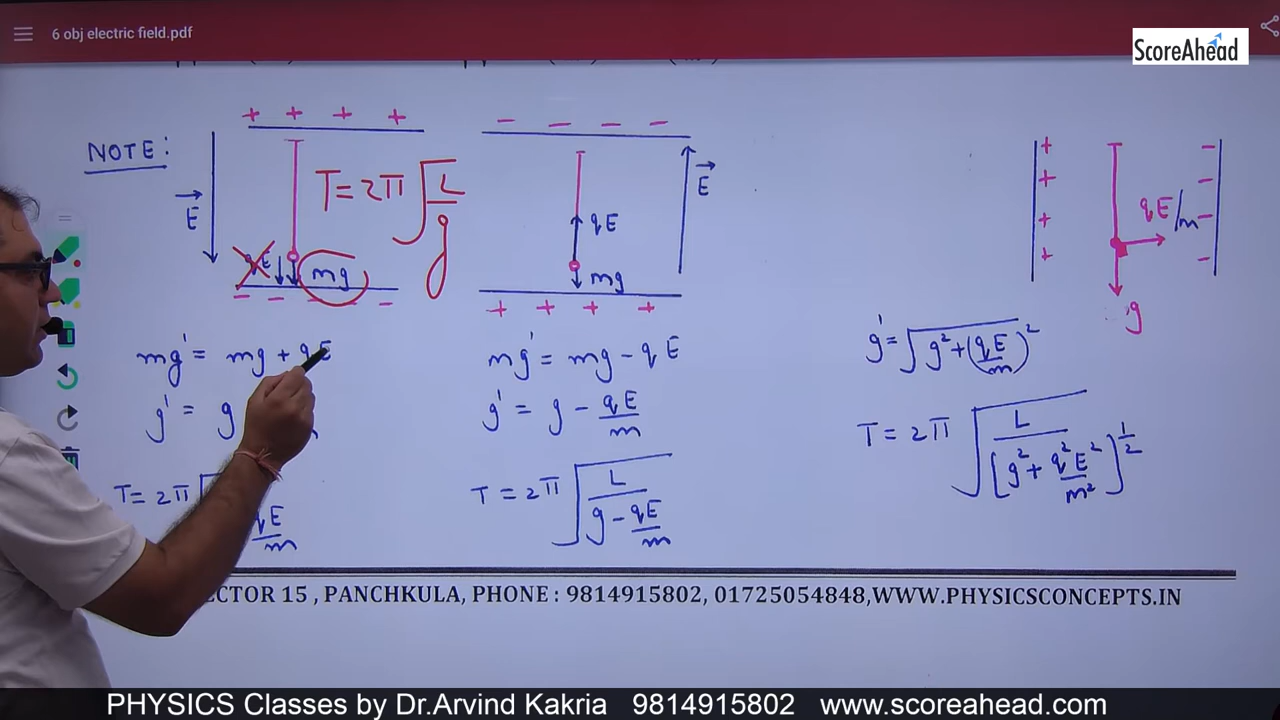 6 obj electric field.pdf
ScoreAhead
+ + + +
- - - -
NOTE:
E
T = 2π √(L/g)
qE
mg
- - - -
qE
E
mg
+ + + +
+ -
+ -
qE/m
+ -
+ -
g
mg' = mg + qE
g' = g
m
T = 2π √
qE/m
mg' = mg - qE
g' = g - qE/m
T = 2π √(L/(g - qE/m))
g' = √(g² + (qE/m)²)
T = 2π √(L/[g² + q²E²/m²]^(1/2))
ECTOR 15 , PANCHKULA, PHONE : 9814915802, 01725054848,WWW.PHYSICSCONCEPTS.IN
PHYSICS Classes by Dr.Arvind Kakria 9814915802 www.scoreahead.com